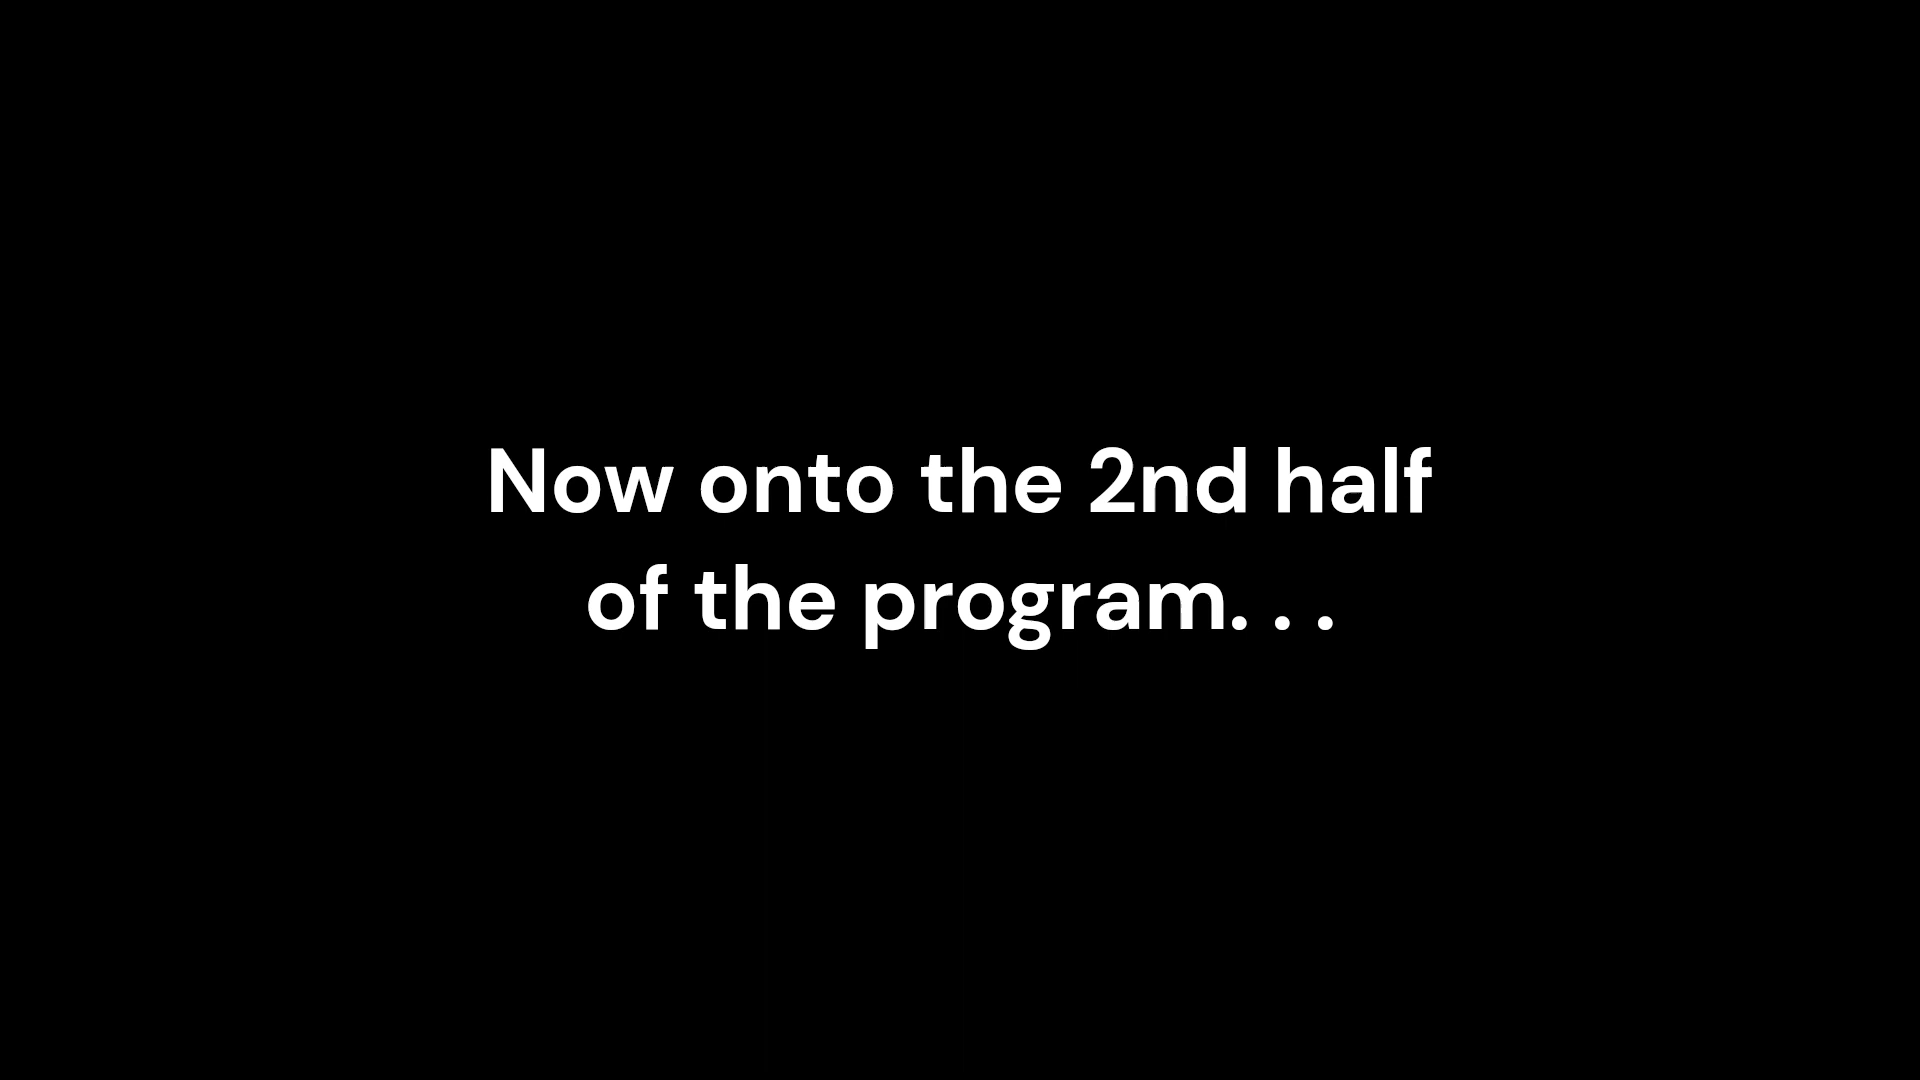 Now onto the 2nd half
of the program. . .